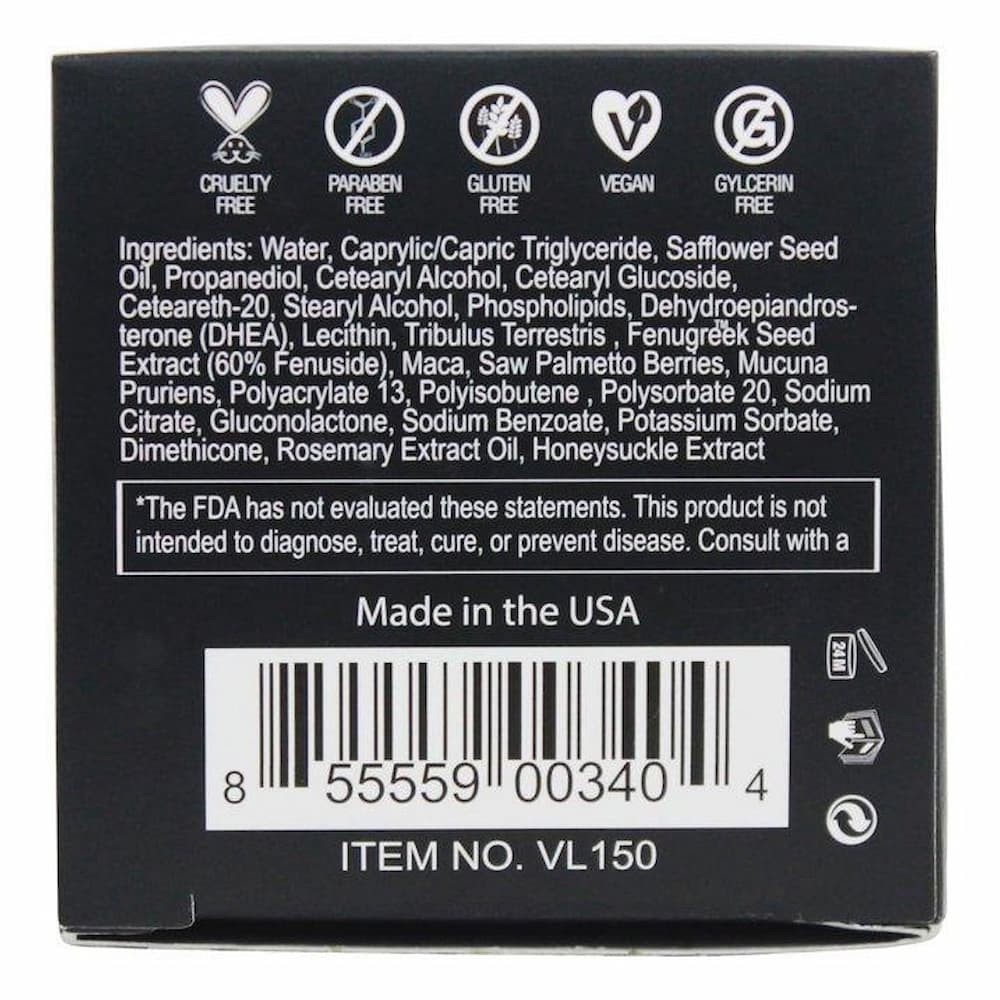 CRUELTY FREE
PARABEN FREE
GLUTEN FREE
VEGAN
GYLCERIN FREE
Ingredients: Water, Caprylic/Capric Triglyceride, Safflower Seed
Oil, Propanediol, Cetearyl Alcohol, Cetearyl Glucoside,
Ceteareth-20, Stearyl Alcohol, Phospholipids, Dehydroepiandros-
terone (DHEA), Lecithin, Tribulus Terrestris , Fenugreek Seed
Extract (60% Fenuside™), Maca, Saw Palmetto Berries, Mucuna
Pruriens, Polyacrylate 13, Polyisobutene , Polysorbate 20, Sodium
Citrate, Gluconolactone, Sodium Benzoate, Potassium Sorbate,
Dimethicone, Rosemary Extract Oil, Honeysuckle Extract
*The FDA has not evaluated these statements. This product is not
intended to diagnose, treat, cure, or prevent disease. Consult with a
Made in the USA
24M
8 55559 00340 4
ITEM NO. VL150